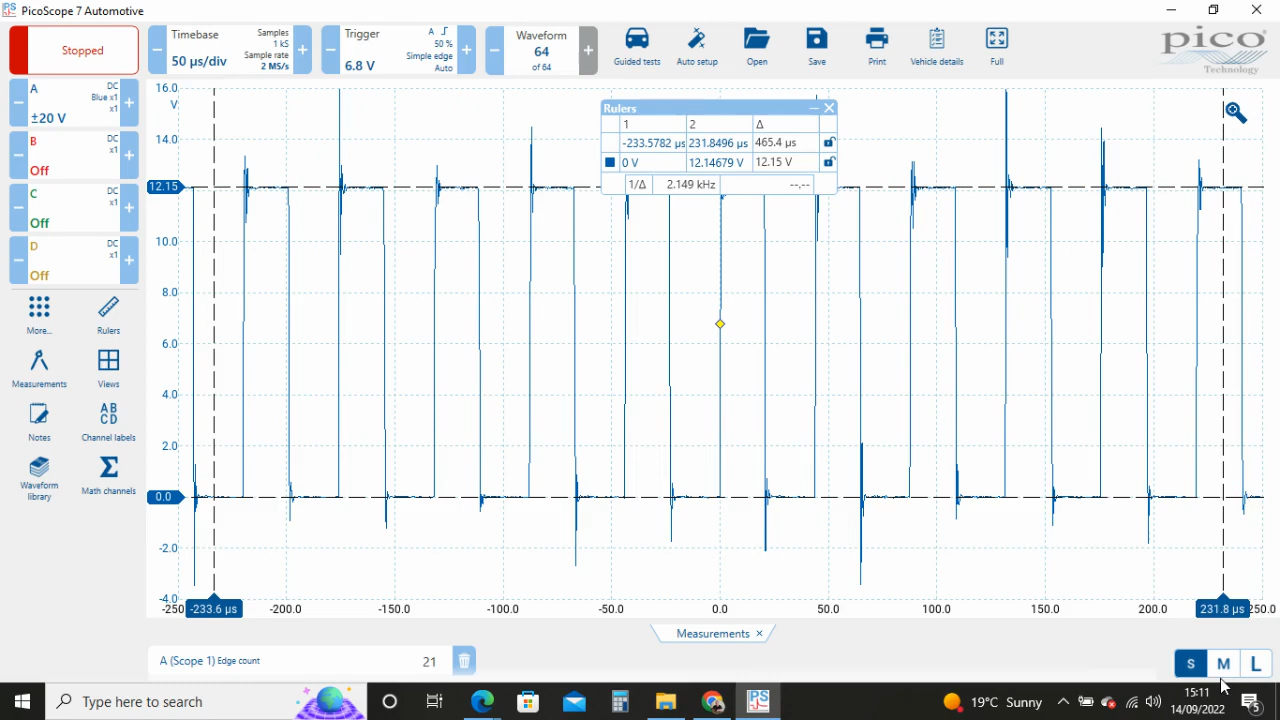 PicoScope 7 Automotive
Stopped
Timebase
50 µs/div
Samples
1 kS
Sample rate
2 MS/s
Trigger
6.8 V
A
50 %
Simple edge
Auto
Waveform
64
of 64
Guided tests
Auto setup
Open
Save
Print
Vehicle details
Full
pico
Technology
A
±20 V
DC
Blue x1
x1
B
Off
DC
x1
C
Off
DC
x1
D
Off
DC
x1
More...
Rulers
Measurements
Views
Notes
ABCD
Channel labels
Waveform library
Math channels
16.0
V
14.0
12.15
10.0
8.0
6.0
4.0
2.0
0.0
-2.0
-4.0
Rulers
1 2 Δ
-233.5782 µs 231.8496 µs 465.4 µs
0 V 12.14679 V 12.15 V
1/Δ 2.149 kHz --,--
-250 -233.6 µs -200.0 -150.0 -100.0 -50.0 0.0 50.0 100.0 150.0 200.0 231.8 µs 250.0
Measurements
A (Scope 1) Edge count 21
S M L
Type here to search
PS
19°C Sunny
15:11
14/09/2022
5